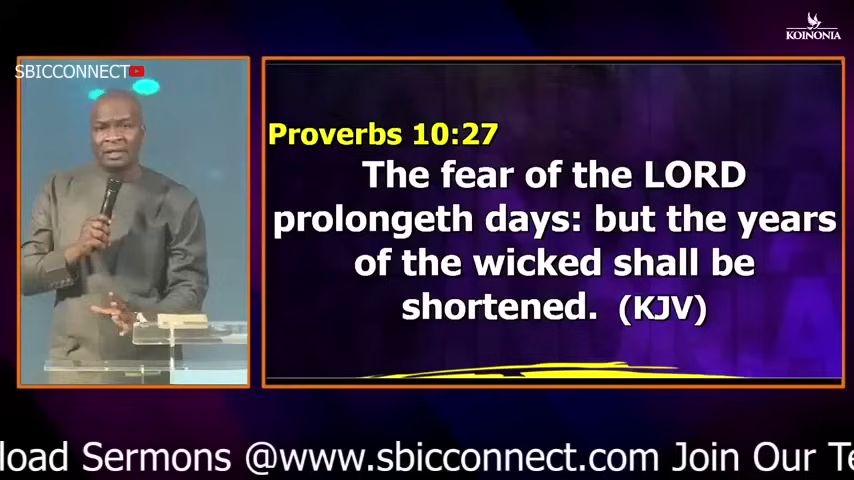 KOINONIA
SBICCONNECT
Proverbs 10:27
The fear of the LORD
prolongeth days: but the years
of the wicked shall be
shortened. (KJV)
load Sermons @www.sbicconnect.com Join Our Te